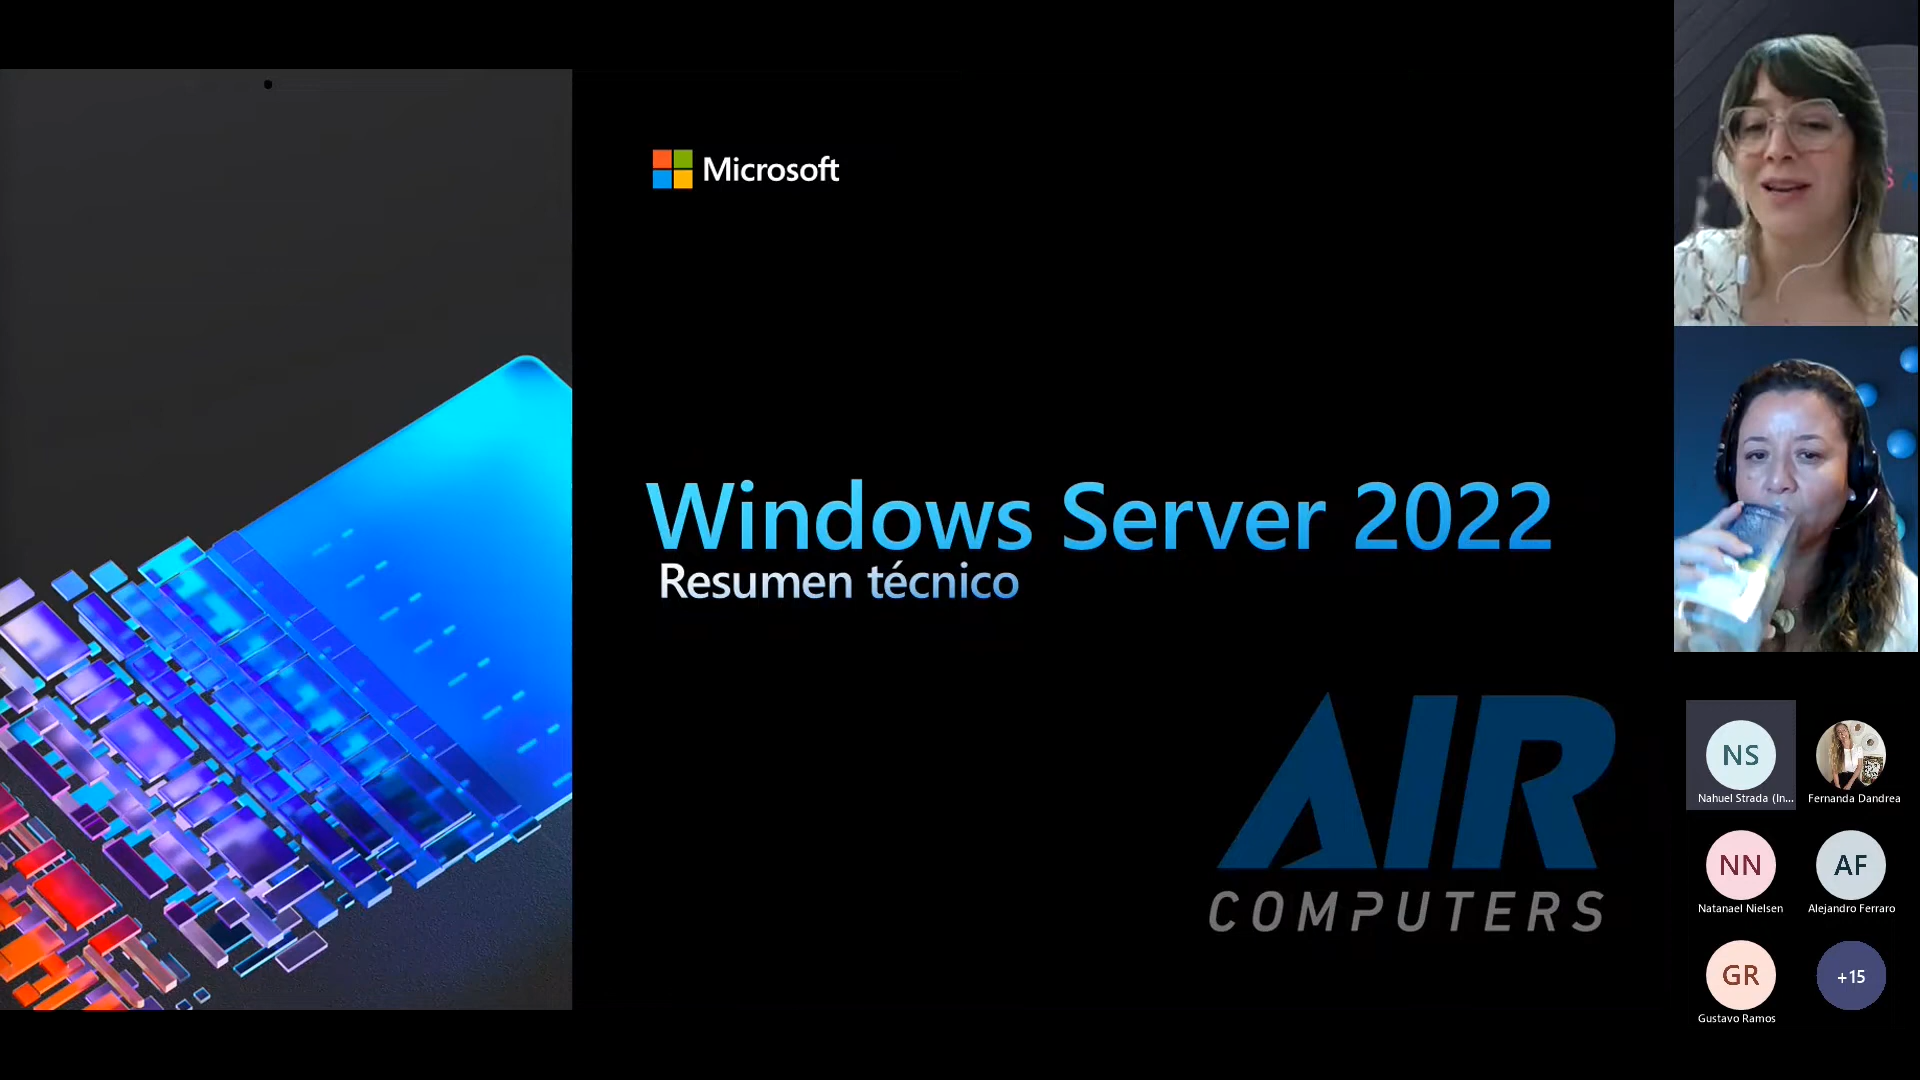 Microsoft
Windows Server 2022
Resumen técnico
AIR
COMPUTERS
NS
Nahuel Strada (In...
Fernanda Dandrea
NN
Natanael Nielsen
AF
Alejandro Ferraro
GR
Gustavo Ramos
+15